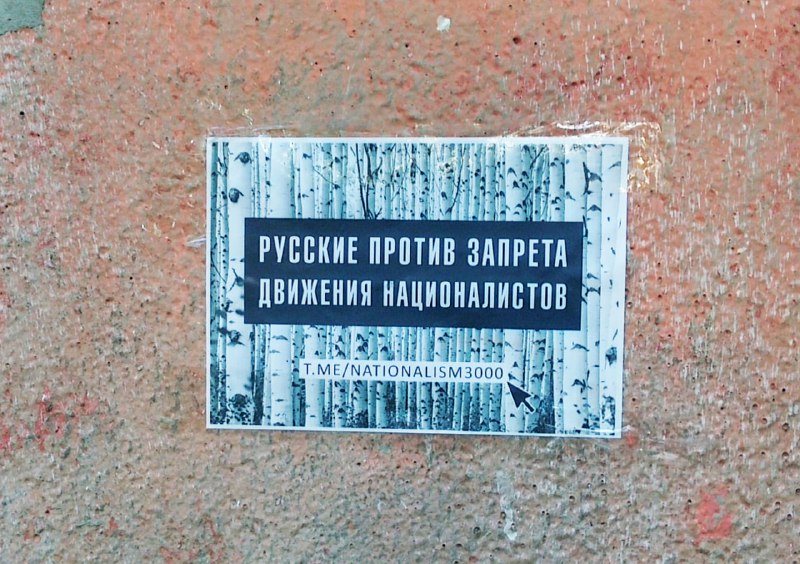 РУССКИЕ ПРОТИВ ЗАПРЕТА
ДВИЖЕНИЯ НАЦИОНАЛИСТОВ
T.ME/NATIONALISM3000